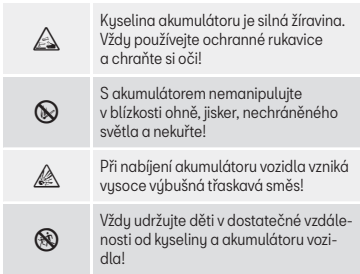 Kyselina akumulátoru je silná žíravina.
Vždy používejte ochranné rukavice
a chraňte si oči!
S akumulátorem nemanipulujte
v blízkosti ohně, jisker, nechráněného
světla a nekuřte!
Při nabíjení akumulátoru vozidla vzniká
vysoce výbušná třaskavá směs!
Vždy udržujte děti v dostatečné vzdále-
nosti od kyseliny a akumulátoru vozi-
dla!